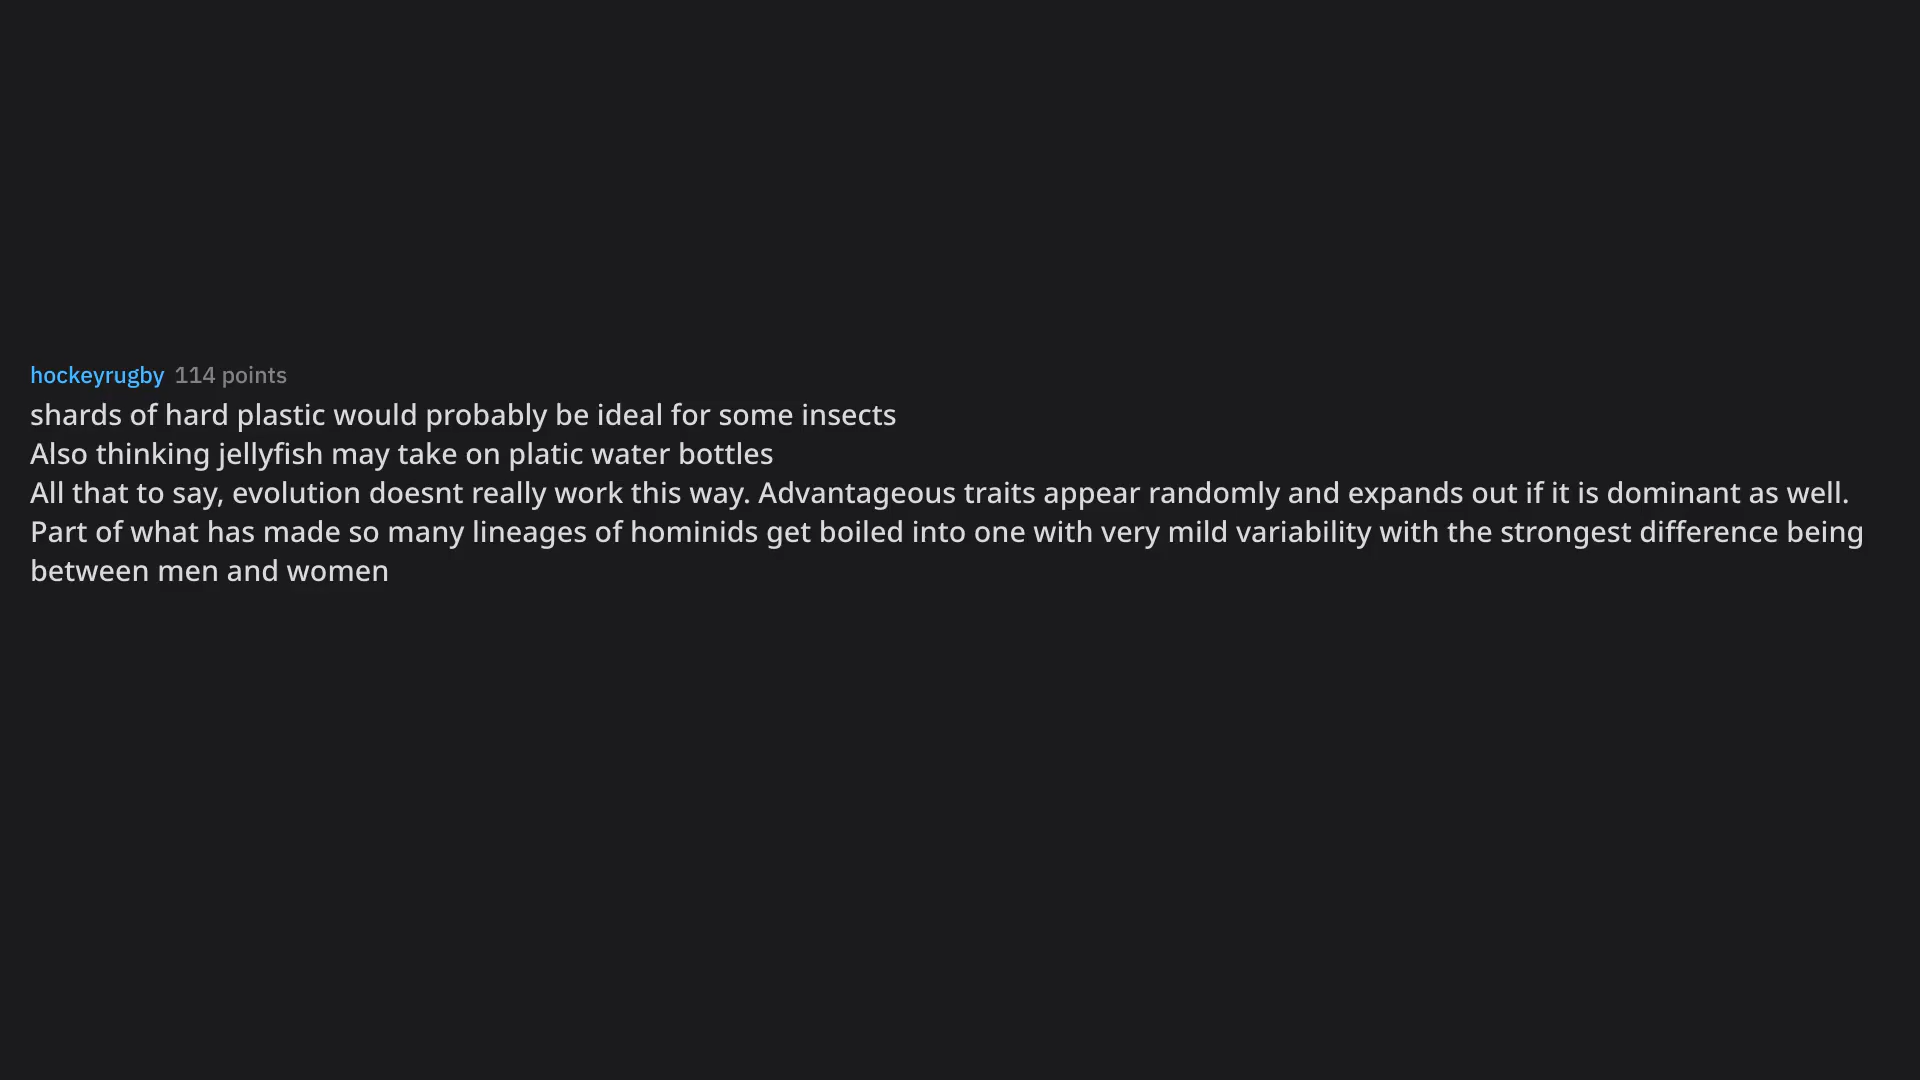 hockeyrugby 114 points
shards of hard plastic would probably be ideal for some insects
Also thinking jellyfish may take on platic water bottles
All that to say, evolution doesnt really work this way. Advantageous traits appear randomly and expands out if it is dominant as well.
Part of what has made so many lineages of hominids get boiled into one with very mild variability with the strongest difference being
between men and women